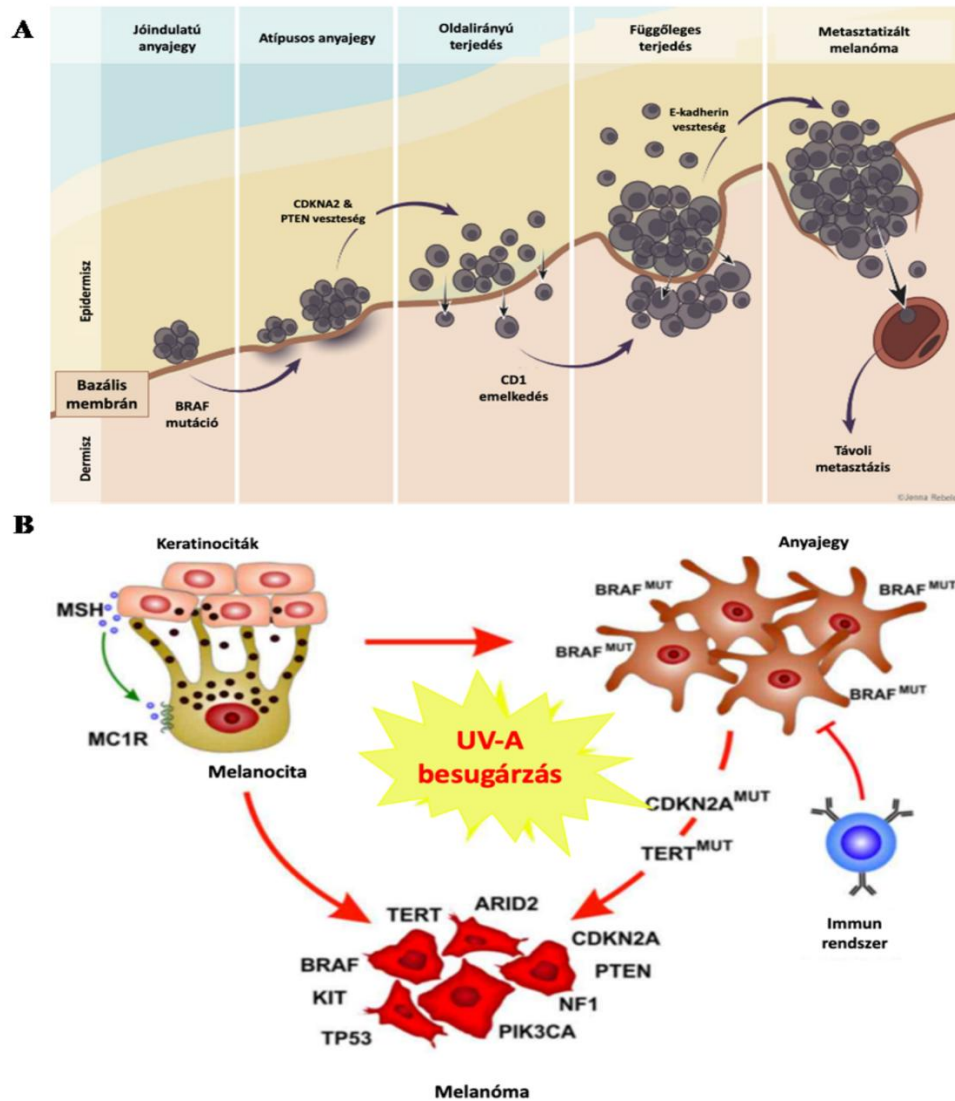 A
Jóindulatú
anyajegy
Atípusos anyajegy
Oldalirányú
terjedés
Függőleges
terjedés
Metasztatizált
melanóma
E-kadherin
veszteség
CDKNA2 &
PTEN veszteség
Epidermisz
Bazális
membrán
BRAF
mutáció
CD1
emelkedés
Dermisz
Távoli
metasztázis
©Jenna Rebele
B
Keratinociták
Anyajegy
MSH
MC1R
Melanocita
BRAF MUT
BRAF MUT
BRAF MUT
BRAF MUT
UV-A
besugárzás
CDKN2A MUT
TERT MUT
Immun
rendszer
TERT
ARID2
CDKN2A
BRAF
PTEN
KIT
NF1
TP53
PIK3CA
Melanóma